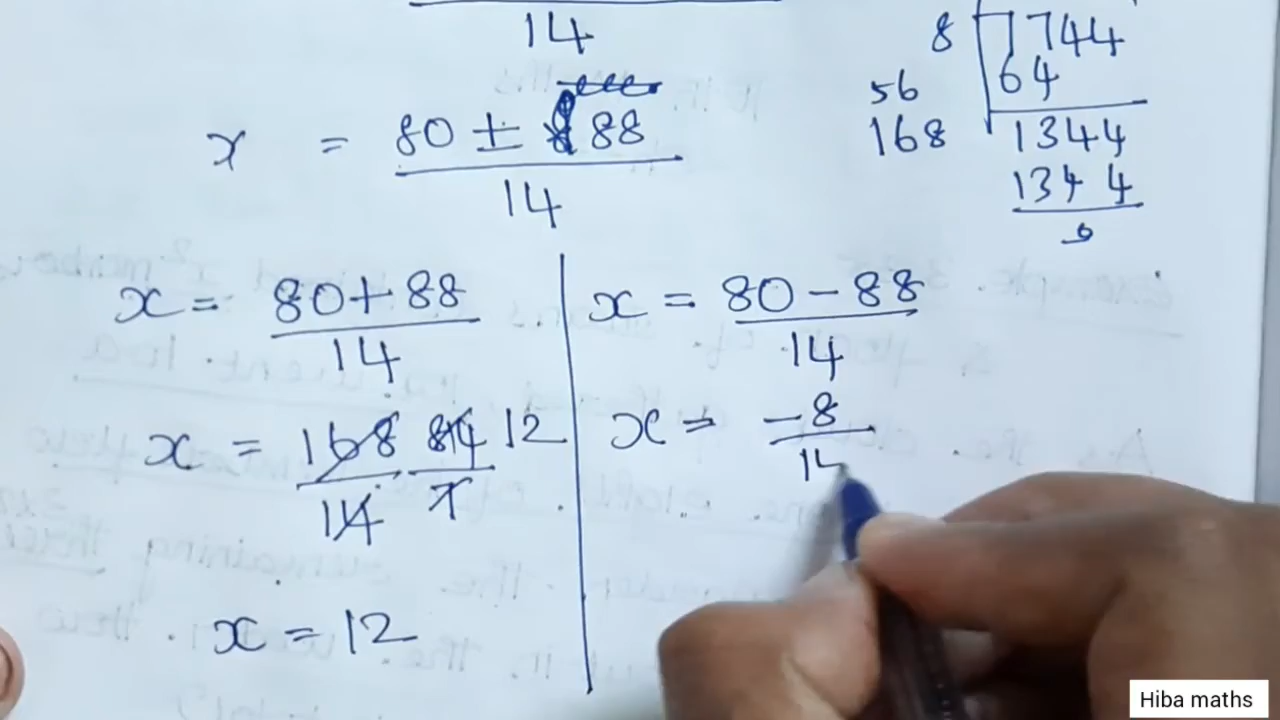 14
x = 80 ± 88
14
8 7744
64
56
168 1344
1344
0
x = 80+88
14
x = 168 84 12
14 7
x = 12
x = 80 - 88
14
x = -8
14
Hiba maths